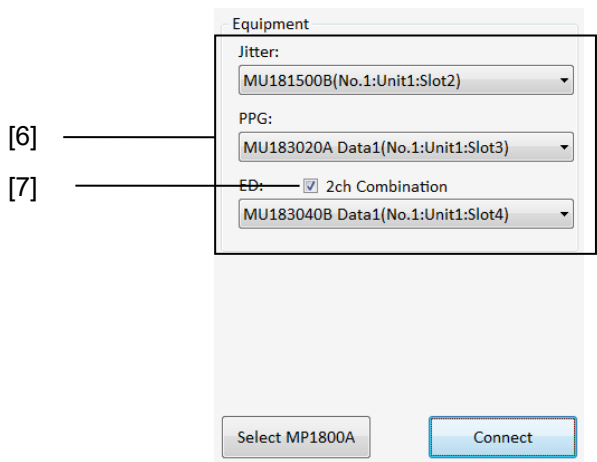 Equipment
Jitter:
MU181500B(No.1:Unit1:Slot2)
PPG:
[6]
MU183020A Data1(No.1:Unit1:Slot3)
[7]
ED: 2ch Combination
MU183040B Data1(No.1:Unit1:Slot4)
Select MP1800A Connect